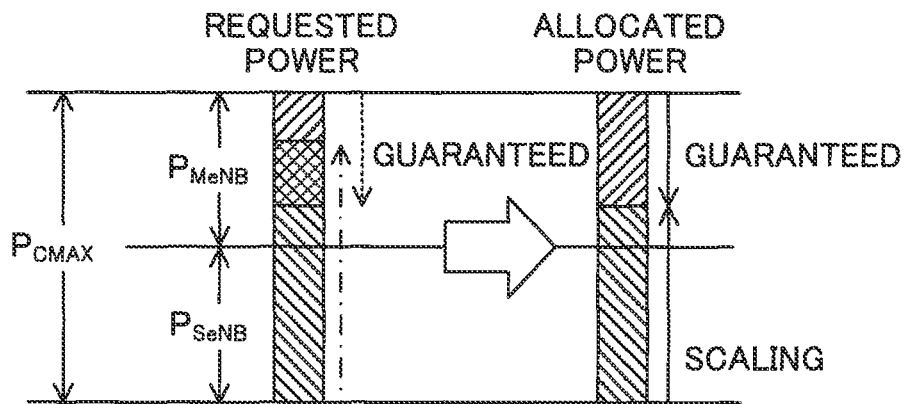 REQUESTED
POWER
ALLOCATED
POWER
P_MeNB
GUARANTEED
GUARANTEED
P_CMAX
P_SeNB
SCALING